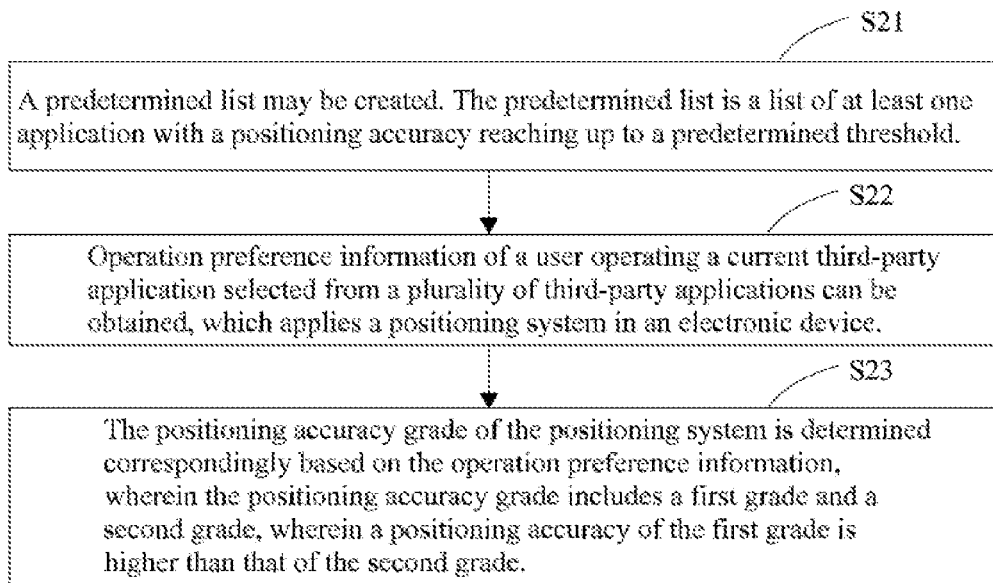 S21
A predetermined list may be created. The predetermined list is a list of at least one
application with a positioning accuracy reaching up to a predetermined threshold.
S22
Operation preference information of a user operating a current third-party
application selected from a plurality of third-party applications can be
obtained, which applies a positioning system in an electronic device.
S23
The positioning accuracy grade of the positioning system is determined
correspondingly based on the operation preference information,
wherein the positioning accuracy grade includes a first grade and a
second grade, wherein a positioning accuracy of the first grade is
higher than that of the second grade.